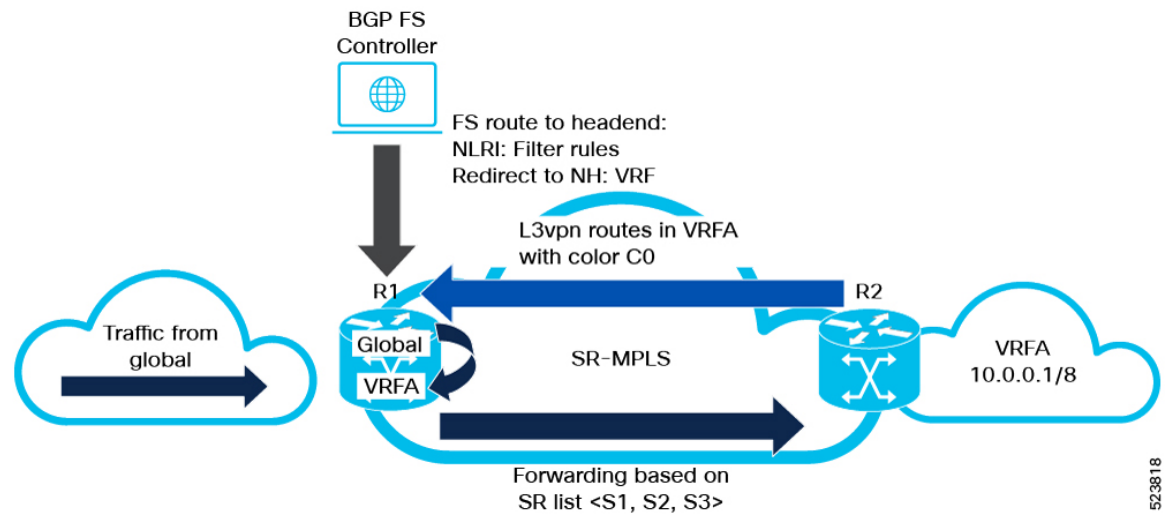 BGP FS
Controller
FS route to headend:
NLRI: Filter rules
Redirect to NH: VRF
L3vpn routes in VRFA
with color C0
R1
R2
Traffic from
global
Global
VRFA
SR-MPLS
VRFA
10.0.0.1/8
Forwarding based on
SR list <S1, S2, S3>
523818